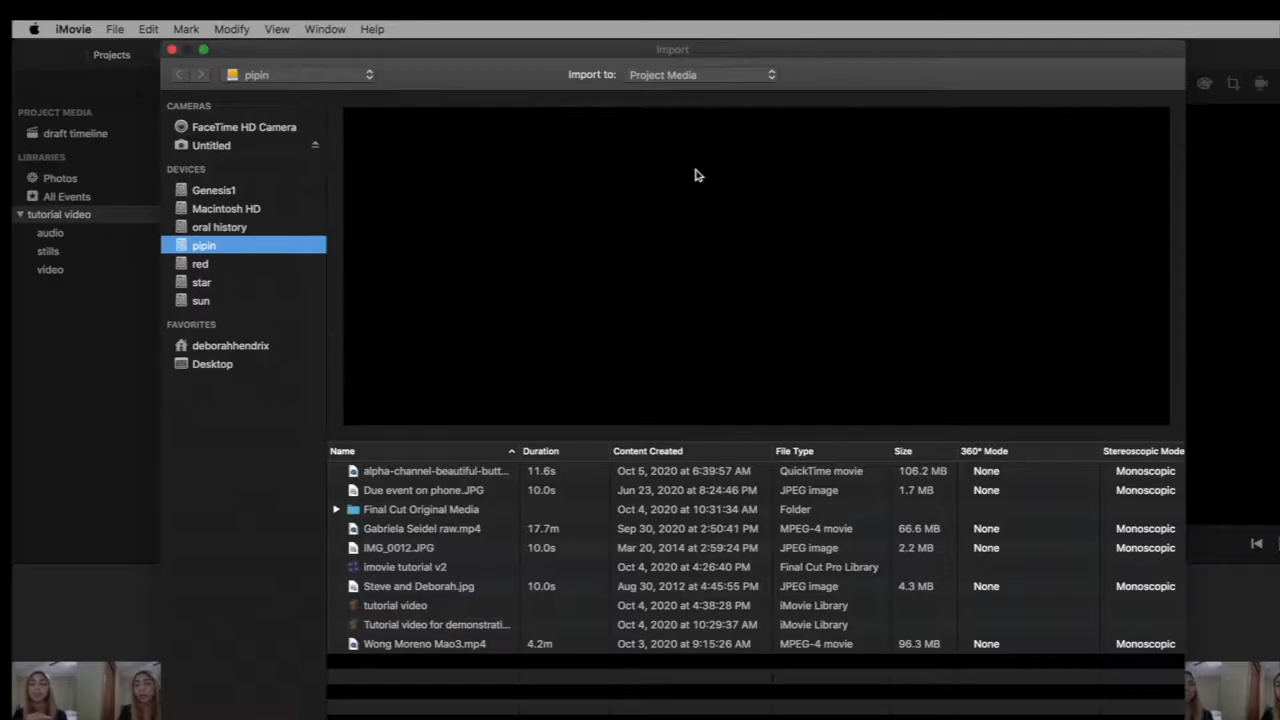 iMovie File Edit Mark Modify View Window Help
Projects
Import
pipin
Import to: Project Media
PROJECT MEDIA
draft timeline
LIBRARIES
Photos
All Events
tutorial video
audio
stills
video
CAMERAS
FaceTime HD Camera
Untitled
DEVICES
Genesis1
Macintosh HD
oral history
pipin
red
star
sun
FAVORITES
deborahhendrix
Desktop
Name Duration Content Created File Type Size 360° Mode Stereoscopic Mode
alpha-channel-beautiful-butt... 11.6s Oct 5, 2020 at 6:39:57 AM QuickTime movie 106.2 MB None Monoscopic
Due event on phone.JPG 10.0s Jun 23, 2020 at 8:24:46 PM JPEG image 1.7 MB None Monoscopic
Final Cut Original Media Oct 4, 2020 at 10:31:34 AM Folder
Gabriela Seidel raw.mp4 17.7m Sep 30, 2020 at 2:50:41 PM MPEG-4 movie 66.6 MB None Monoscopic
IMG_0012.JPG 10.0s Mar 20, 2014 at 2:59:24 PM JPEG image 2.2 MB None Monoscopic
imovie tutorial v2 Oct 4, 2020 at 4:26:40 PM Final Cut Pro Library
Steve and Deborah.jpg 10.0s Aug 30, 2012 at 4:45:55 PM JPEG image 4.3 MB None Monoscopic
tutorial video Oct 4, 2020 at 4:38:28 PM iMovie Library
Tutorial video for demonstrati... Oct 4, 2020 at 10:29:37 AM iMovie Library
Wong Moreno Mao3.mp4 4.2m Oct 3, 2020 at 9:15:26 AM MPEG-4 movie 96.3 MB None Monoscopic